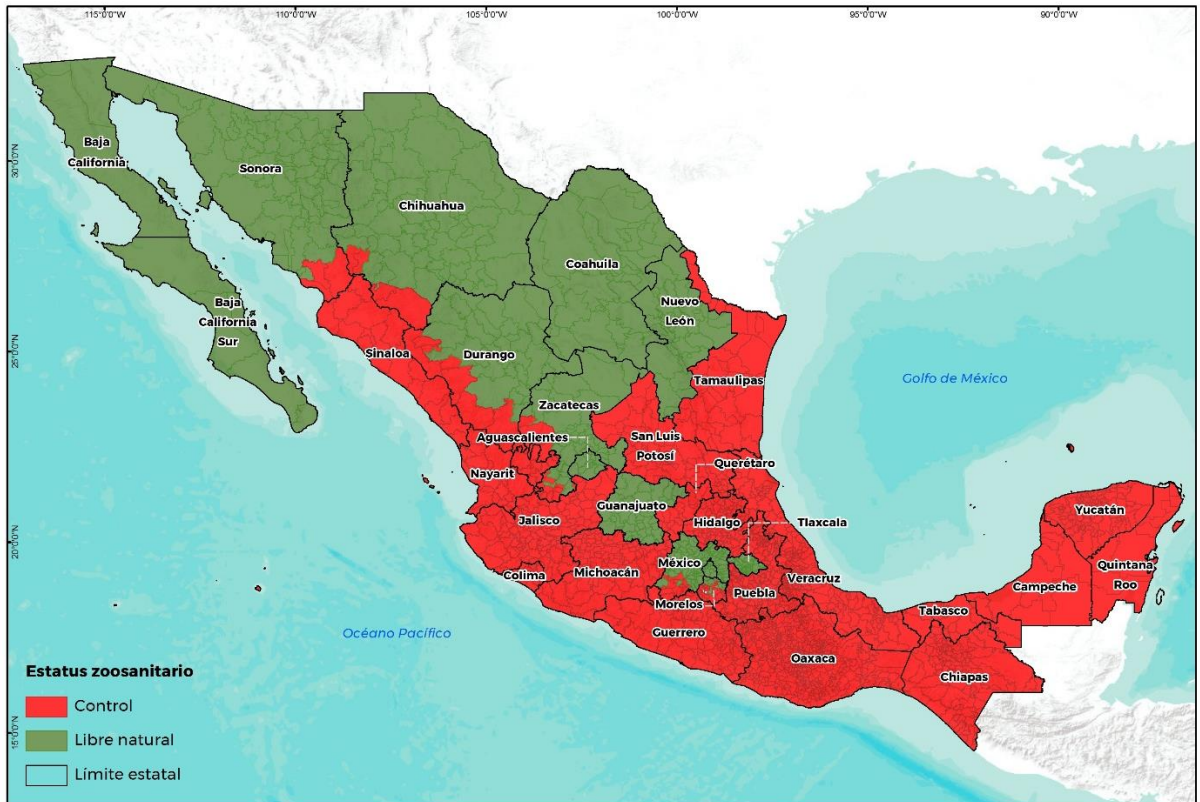 115°0'0"W
110°0'0"W
105°0'0"W
100°0'0"W
95°0'0"W
90°0'0"W
30°0'0"N
25°0'0"N
20°0'0"N
15°0'0"N
Baja
California
Sonora
Chihuahua
Coahuila
Nuevo
León
Baja
California
Sur
Sinaloa
Durango
Tamaulipas
Golfo de México
Zacatecas
Aguascalientes
San Luis
Potosí
Nayarit
Querétaro
Guanajuato
Jalisco
Hidalgo
Tlaxcala
Yucatán
México
Colima
Michoacán
Veracruz
Puebla
Campeche
Quintana
Roo
Morelos
Tabasco
Guerrero
Océano Pacífico
Oaxaca
Chiapas
Estatus zoosanitario
Control
Libre natural
Límite estatal